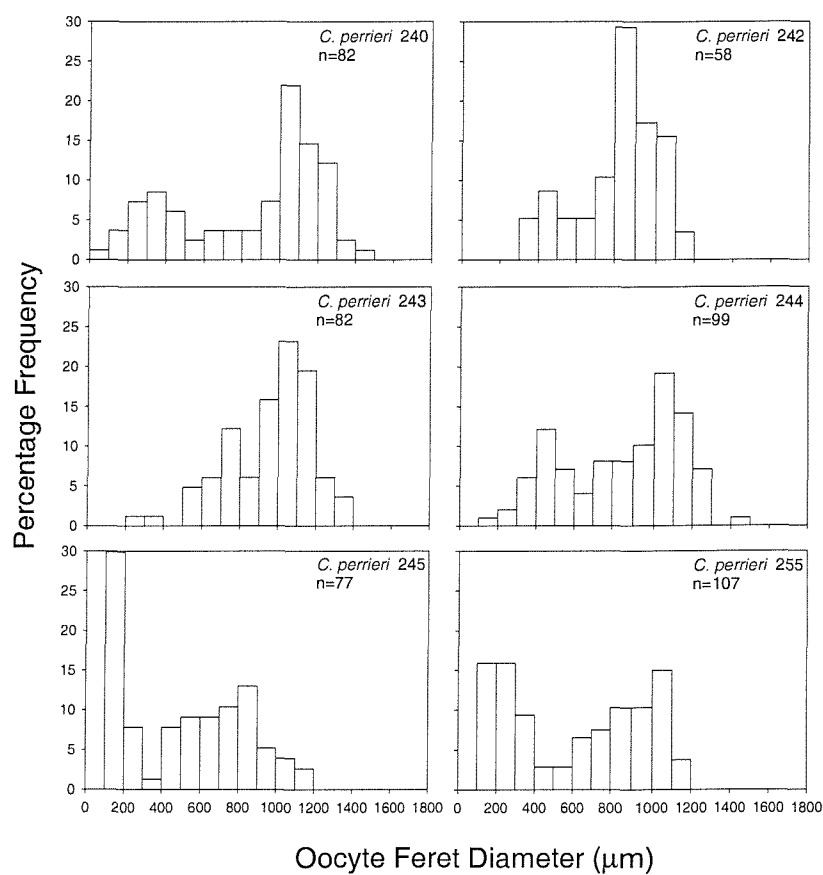 30
25
20
15
10
5
0
C. perrieri 240
n=82
C. perrieri 242
n=58
30
25
20
15
10
5
0
C. perrieri 243
n=82
C. perrieri 244
n=99
30
25
20
15
10
5
0
C. perrieri 245
n=77
C. perrieri 255
n=107
0 200 400 600 800 1000 1200 1400 1600 1800
0 200 400 600 800 1000 1200 1400 1600 1800
Percentage Frequency
Oocyte Feret Diameter (μm)